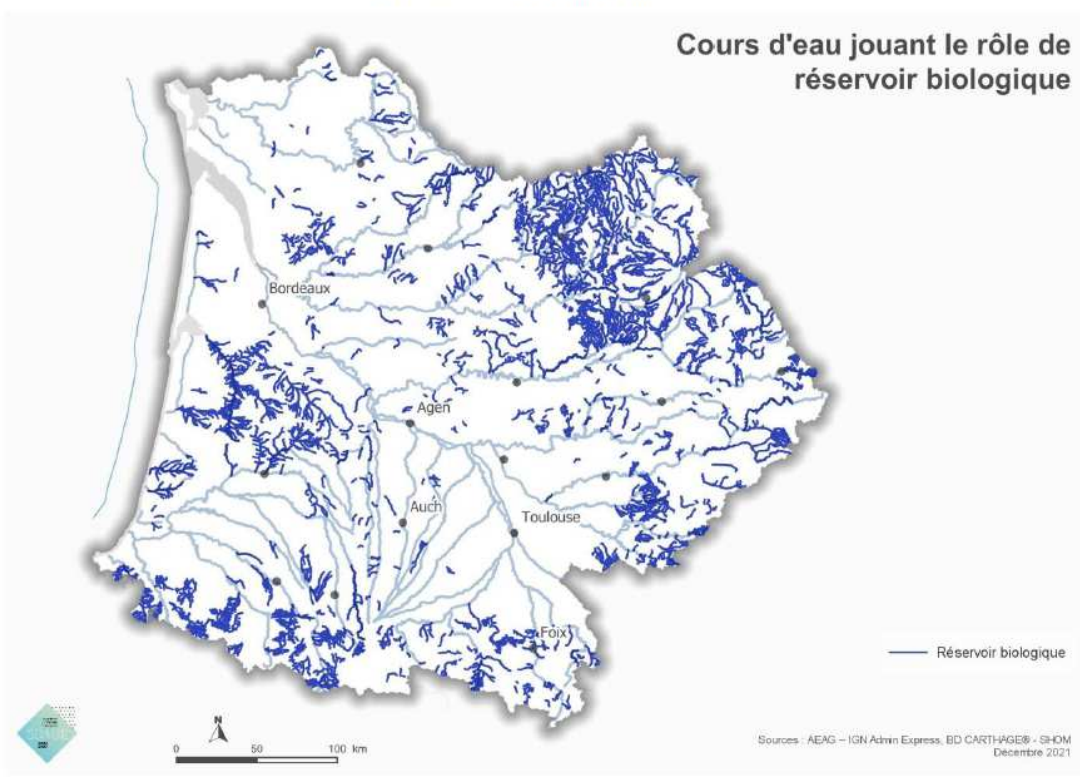 Cours d'eau jouant le rôle de
réservoir biologique
Bordeaux
Agen
Auch
Toulouse
Foix
Réservoir biologique
N
0 50 100 km
Sources : AEAG – IGN Admin Express, BD CARTHAGE® - SHOM
Décembre 2021